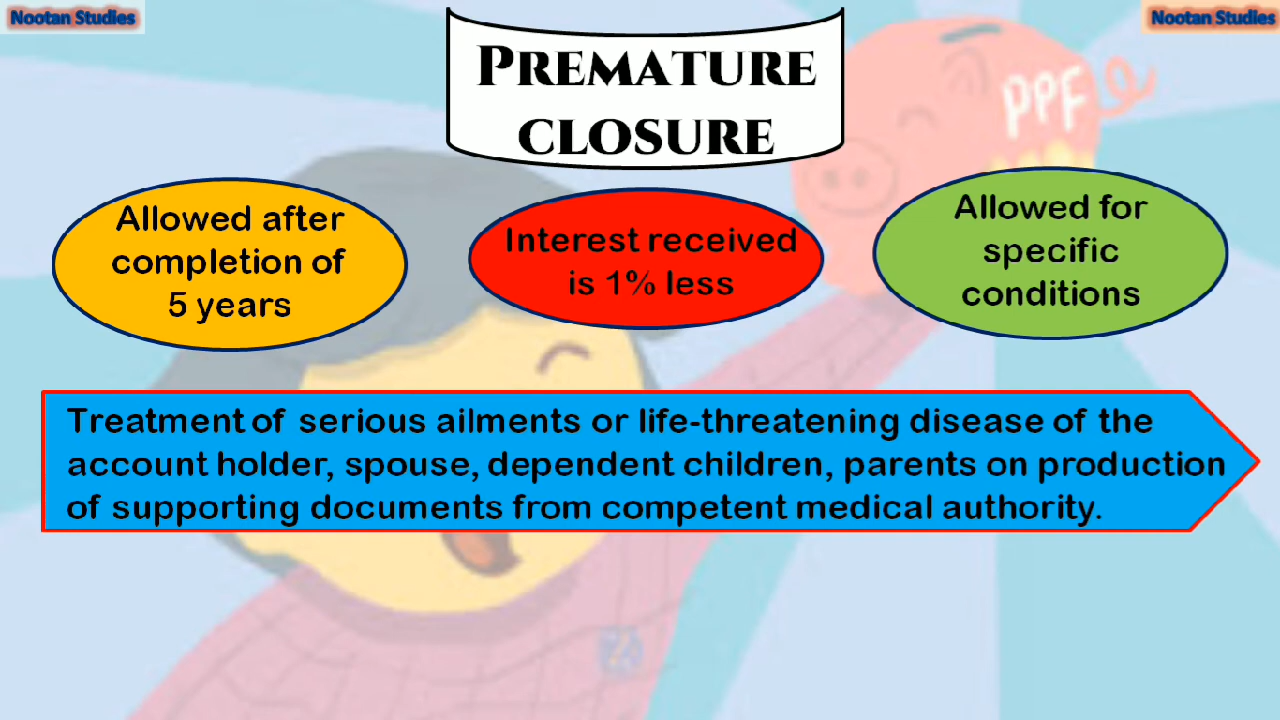 Nootan Studies
Nootan Studies
PREMATURE
CLOSURE
PPF
Allowed after
completion of
5 years
Interest received
is 1% less
Allowed for
specific
conditions
Treatment of serious ailments or life-threatening disease of the
account holder, spouse, dependent children, parents on production
of supporting documents from competent medical authority.